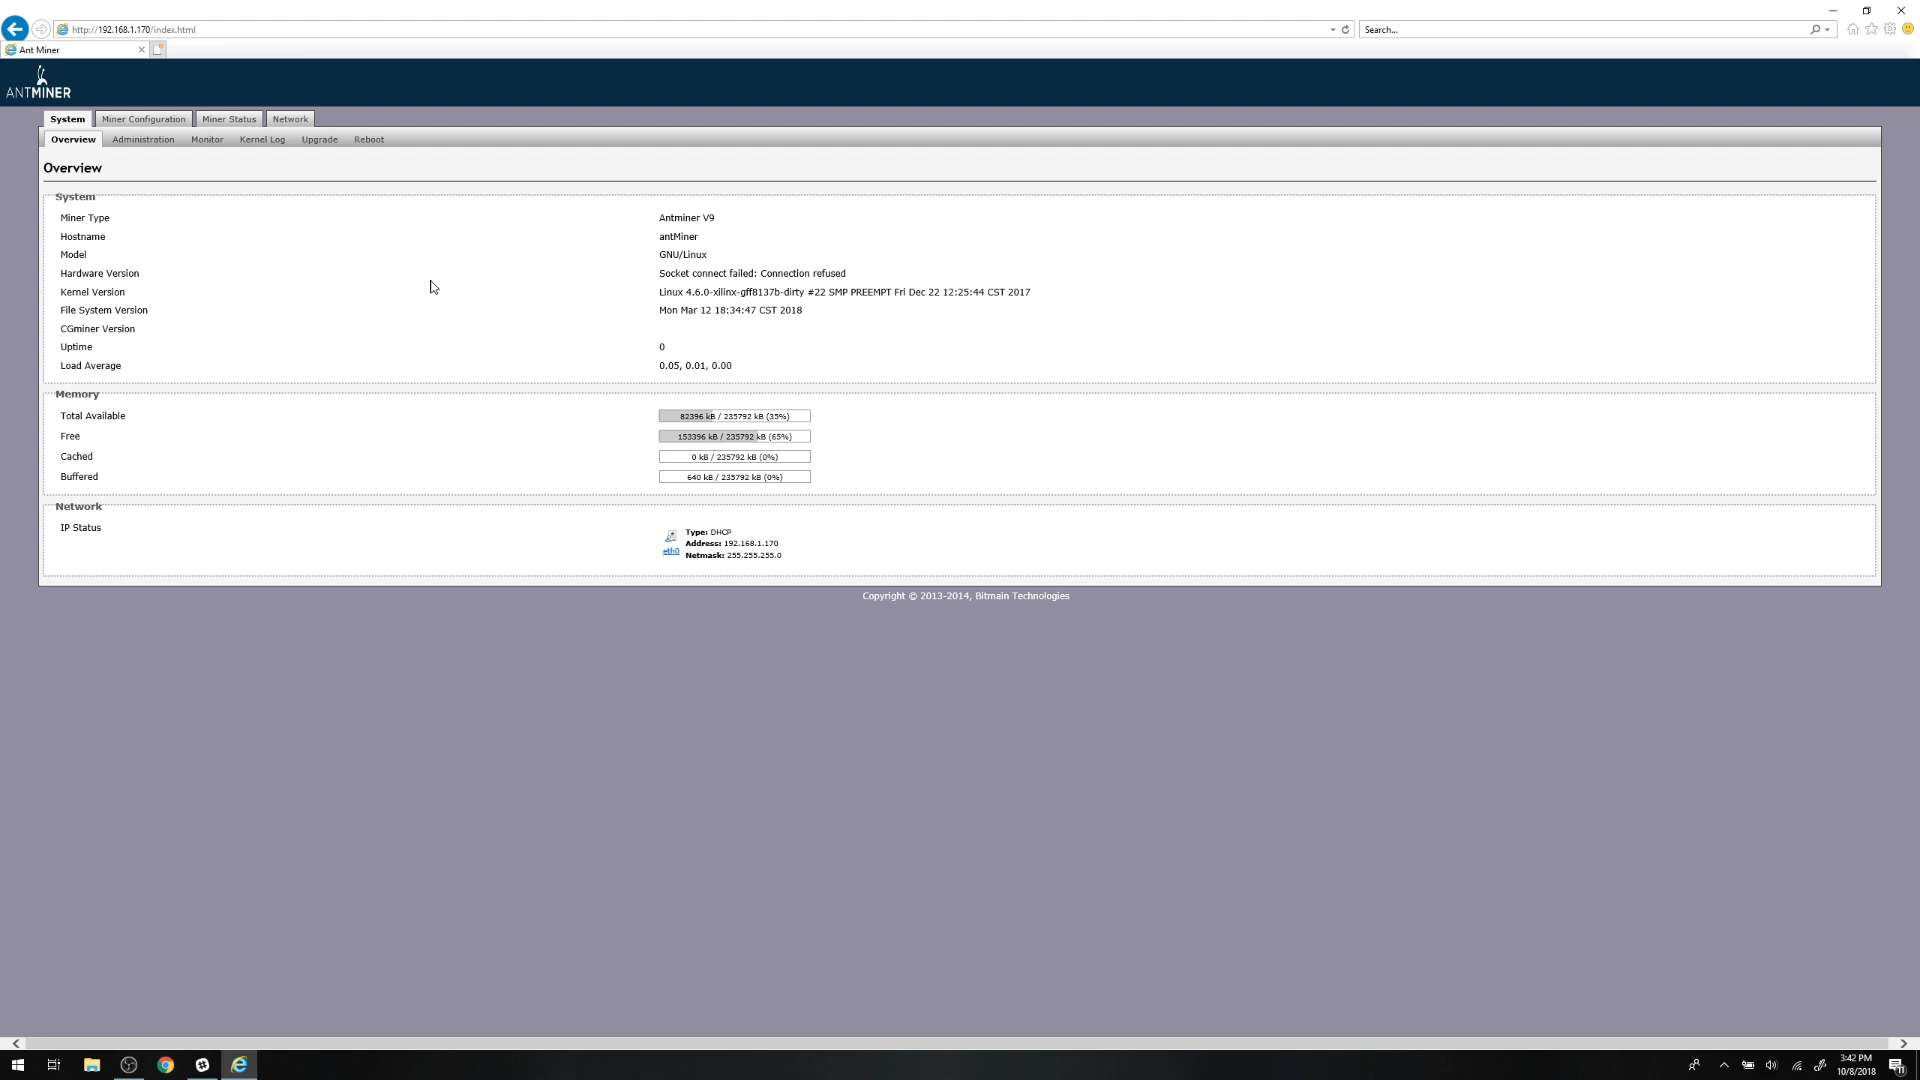 http://192.168.1.170/index.html
Search...
Ant Miner
ANTMINER
System Miner Configuration Miner Status Network
Overview Administration Monitor Kernel Log Upgrade Reboot
Overview
System
Miner Type Antminer V9
Hostname antMiner
Model GNU/Linux
Hardware Version Socket connect failed: Connection refused
Kernel Version Linux 4.6.0-xilinx-gff8137b-dirty #22 SMP PREEMPT Fri Dec 22 12:25:44 CST 2017
File System Version Mon Mar 12 18:34:47 CST 2018
CGminer Version
Uptime 0
Load Average 0.05, 0.01, 0.00
Memory
Total Available 82396 kB / 235792 kB (35%)
Free 153396 kB / 235792 kB (65%)
Cached 0 kB / 235792 kB (0%)
Buffered 640 kB / 235792 kB (0%)
Network
IP Status
Type: DHCP
Address: 192.168.1.170
eth0
Netmask: 255.255.255.0
Copyright © 2013-2014, Bitmain Technologies
3:42 PM
10/8/2018
11